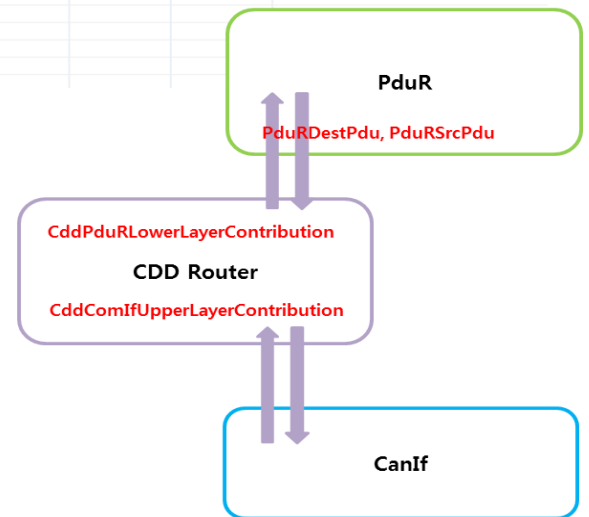 PduR
PduRDestPdu, PduRSrcPdu
CddPduRLowerLayerContribution
CDD Router
CddComIfUpperLayerContribution
CanIf